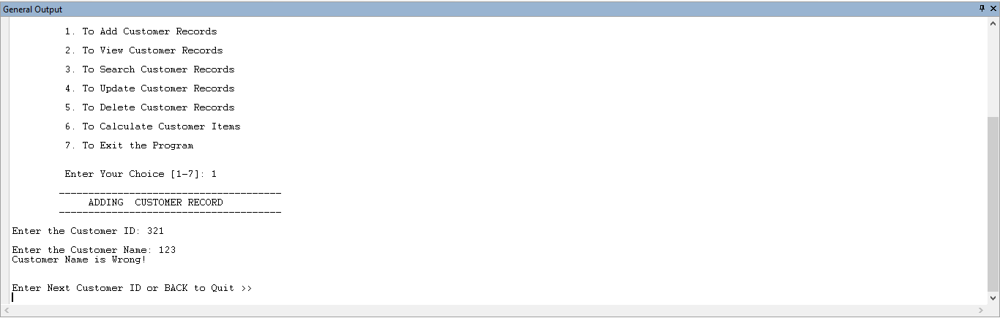 General Output
1. To Add Customer Records
2. To View Customer Records
3. To Search Customer Records
4. To Update Customer Records
5. To Delete Customer Records
6. To Calculate Customer Items
7. To Exit the Program
Enter Your Choice [1-7]: 1
--------------------------------------
ADDING  CUSTOMER RECORD
--------------------------------------
Enter the Customer ID: 321
Enter the Customer Name: 123
Customer Name is Wrong!
Enter Next Customer ID or BACK to Quit >>